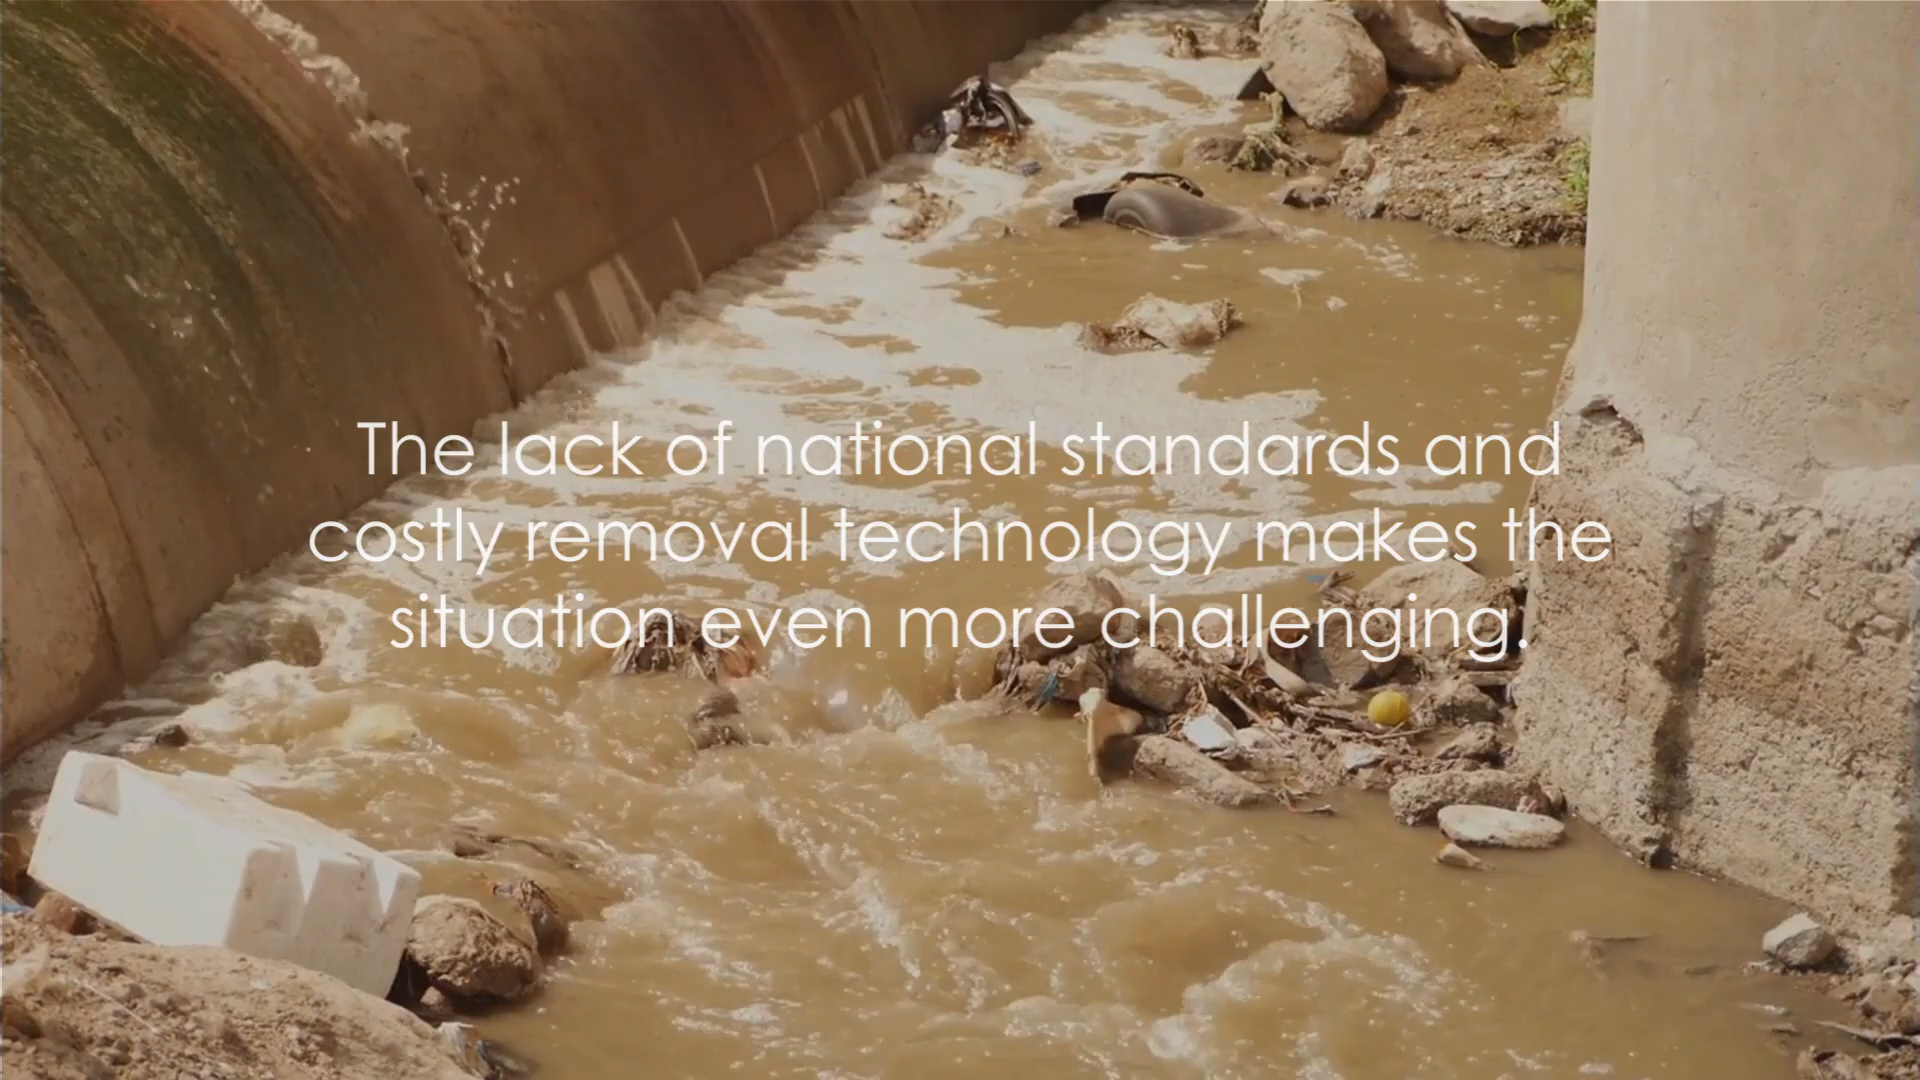 The lack of national standards and
costly removal technology makes the
situation even more challenging.